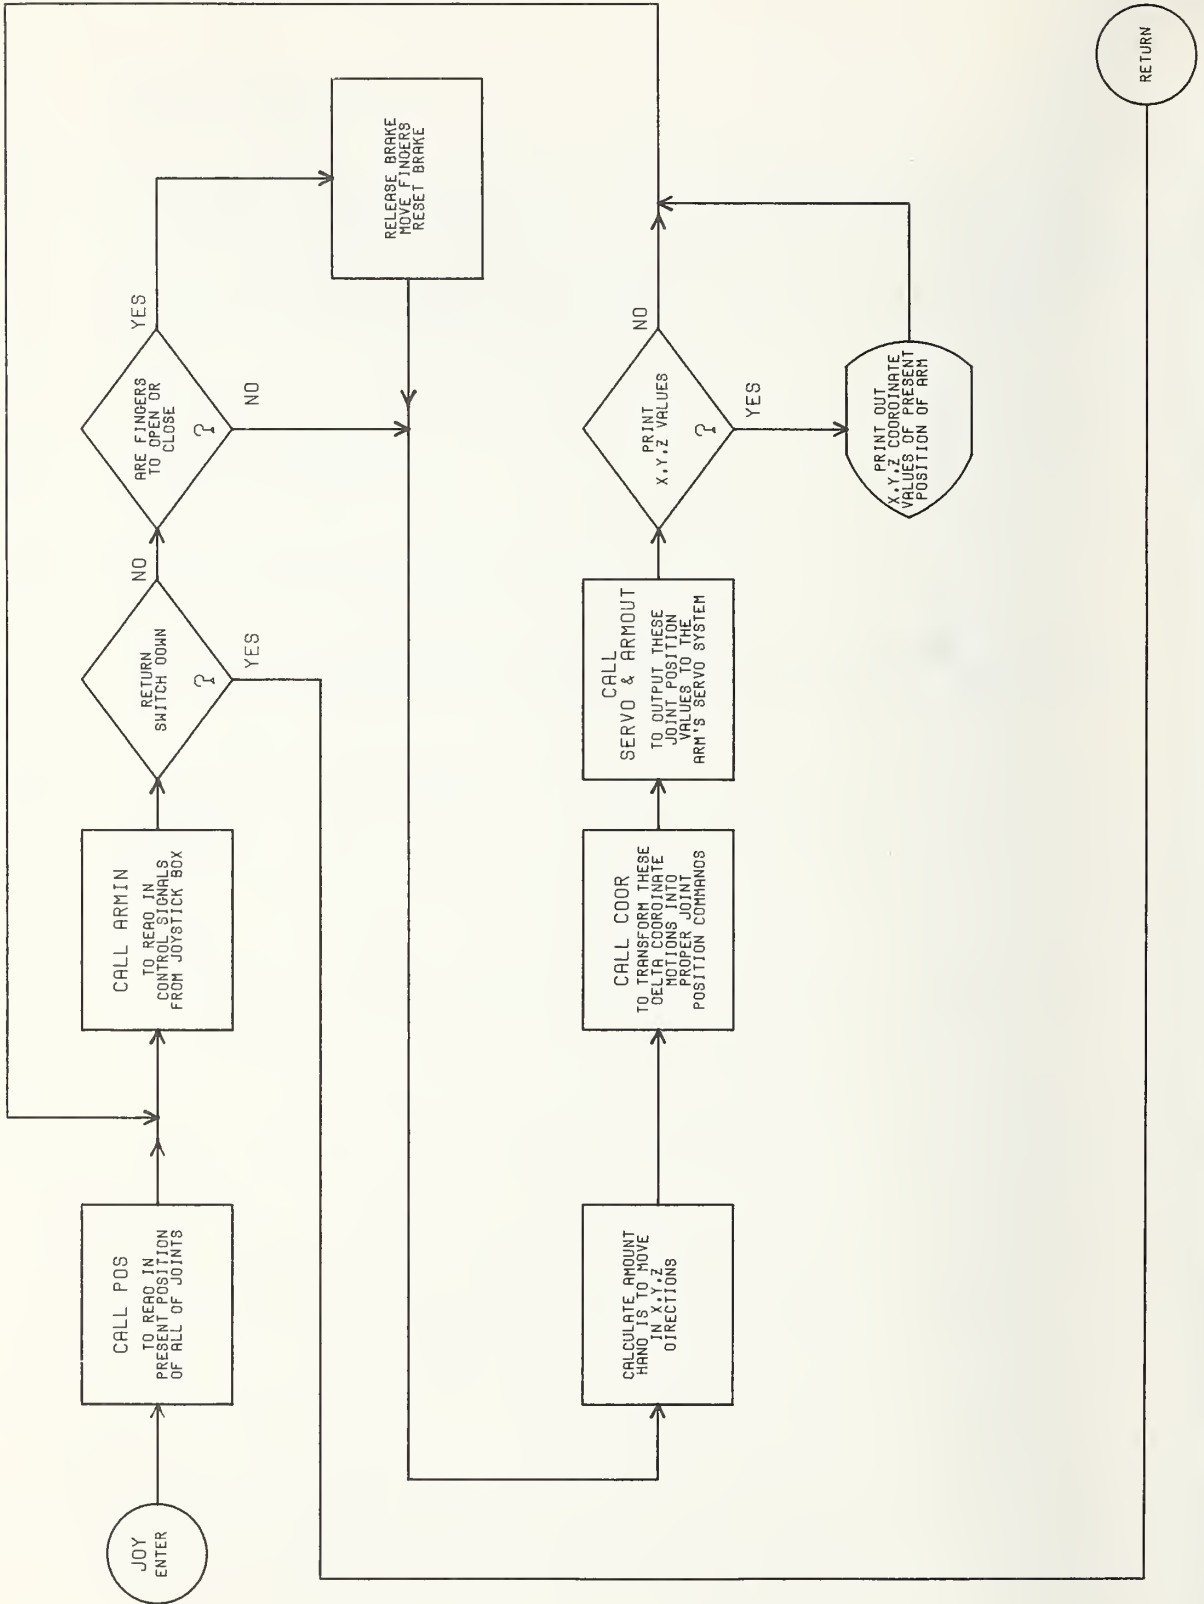 JOY
ENTER
CALL POS
TO READ IN
PRESENT POSITION
OF ALL OF JOINTS
CALL ARMIN
TO READ IN
CONTROL SIGNALS
FROM JOYSTICK BOX
RETURN
SWITCH DOWN
?
NO
YES
ARE FINGERS
TO OPEN OR
CLOSE
?
YES
NO
RELEASE BRAKE
MOVE FINGERS
RESET BRAKE
CALCULATE AMOUNT
HAND IS TO MOVE
IN X,Y,Z
DIRECTIONS
CALL COOR
TO TRANSFORM THESE
DELTA COORDINATE
MOTIONS INTO
PROPER JOINT
POSITION COMMANDS
CALL
SERVO & ARMOUT
TO OUTPUT THESE
JOINT POSITION
VALUES TO THE
ARM'S SERVO SYSTEM
PRINT
X,Y,Z VALUES
?
NO
YES
PRINT OUT
X,Y,Z COORDINATE
VALUES OF PRESENT
POSITION OF ARM
RETURN